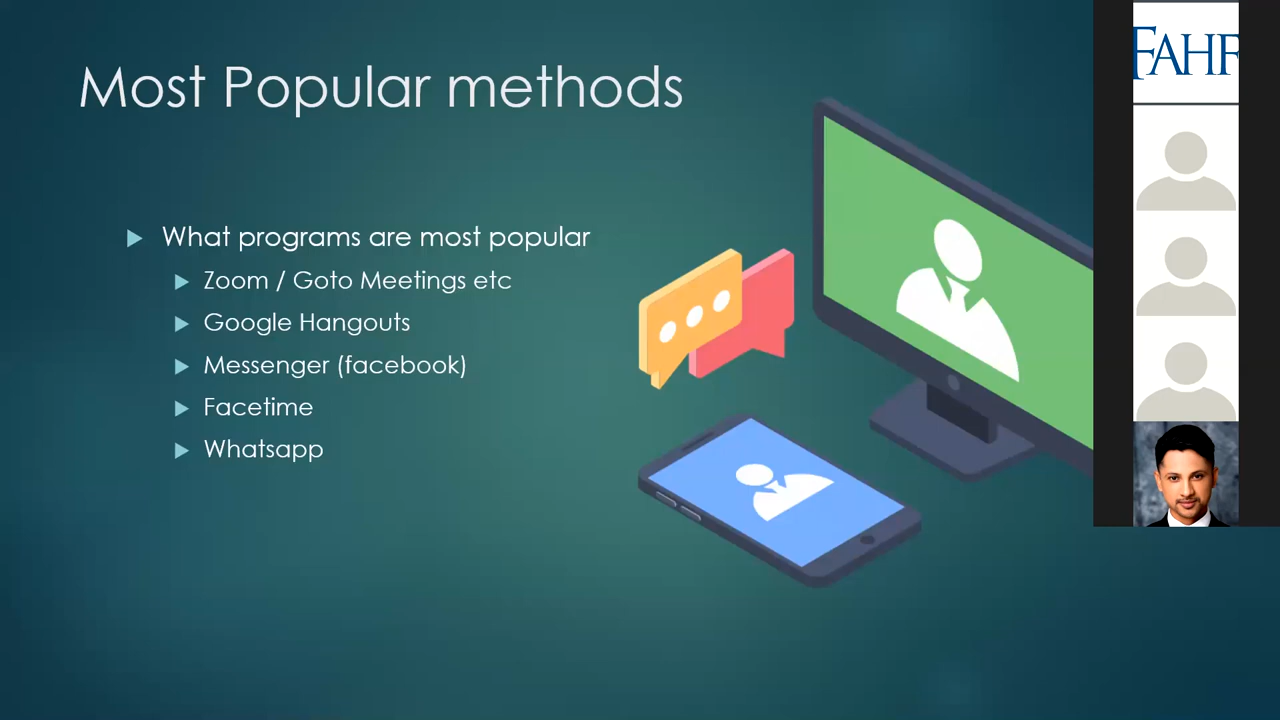 Most Popular methods
What programs are most popular
Zoom / Goto Meetings etc
Google Hangouts
Messenger (facebook)
Facetime
Whatsapp
FAHR